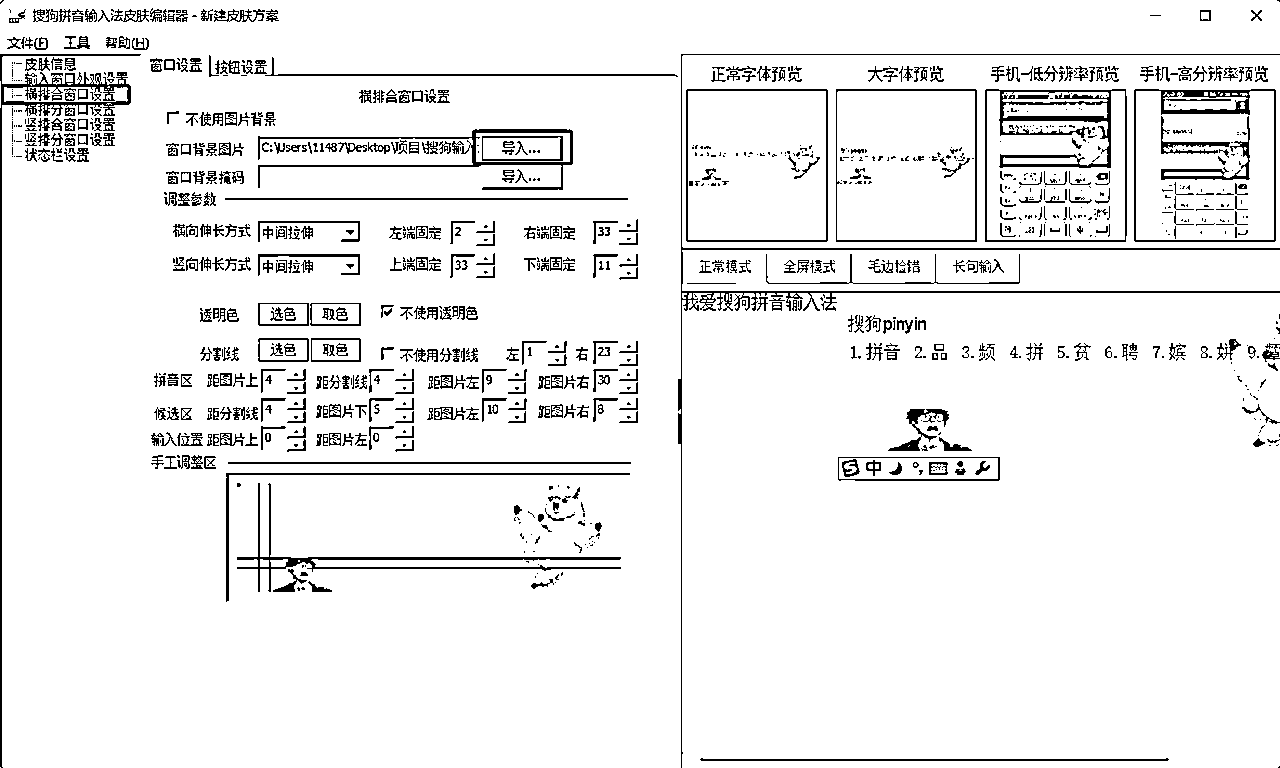 搜狗拼音输入法皮肤编辑器 - 新建皮肤方案
文件(F) 工具 帮助(H)
皮肤信息
输入窗口外观设置
横排合窗口设置
横排分窗口设置
竖排合窗口设置
竖排分窗口设置
状态栏设置
窗口设置 按钮设置
横排合窗口设置
不使用图片背景
窗口背景图片 C:\Users\11487\Desktop\项目\搜狗输入 导入...
窗口背景掩码 导入...
调整参数
横向伸长方式 中间拉伸 左端固定 2 右端固定 33
竖向伸长方式 中间拉伸 上端固定 33 下端固定 11
透明色 选色 取色 不使用透明色
分割线 选色 取色 不使用分割线 左 1 右 23
拼音区 距图片上 4 距分割线 4 距图片左 9 距图片右 30
候选区 距分割线 4 距图片下 5 距图片左 10 距图片右 8
输入位置 距图片上 0 距图片左 0
手工调整区
正常字体预览 大字体预览 手机-低分辨率预览 手机-高分辨率预览
正常模式 全屏模式 毛边检错 长句输入
我爱搜狗拼音输入法
搜狗pinyin
1.拼音 2.品 3.频 4.拼 5.贫 6.聘 7.嫔 8.姘 9.颦
S 中